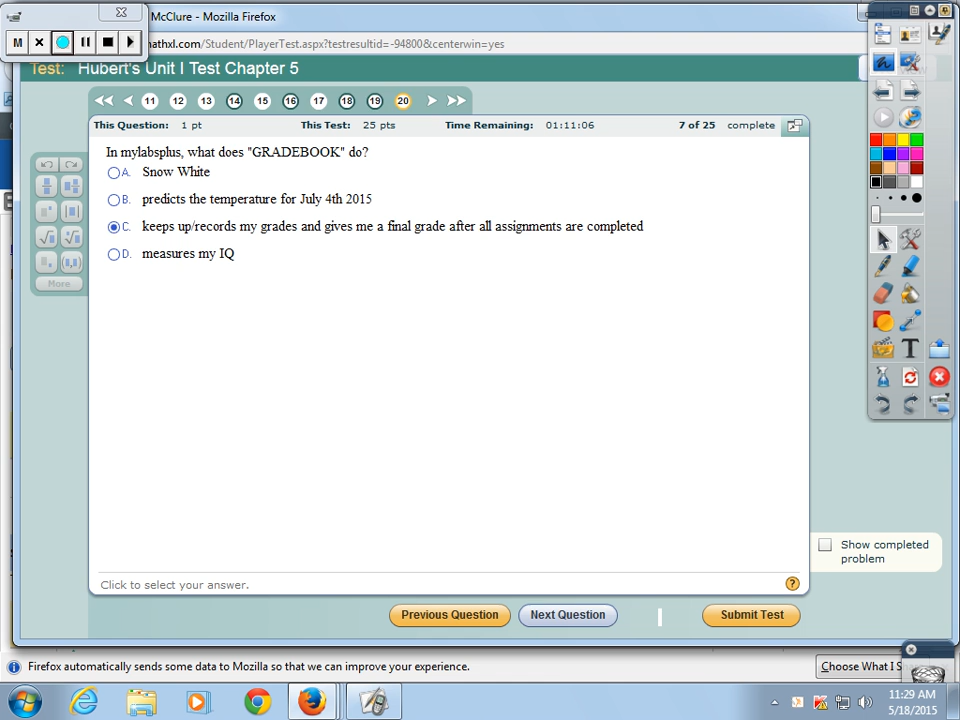 McClure - Mozilla Firefox
M
mathxl.com/Student/PlayerTest.aspx?testresultid=-94800&centerwin=yes
Test: Hubert's Unit I Test Chapter 5
11 12 13 14 15 16 17 18 19 20
This Question: 1 pt This Test: 25 pts Time Remaining: 01:11:06 7 of 25 complete
In mylabsplus, what does "GRADEBOOK" do?
A. Snow White
B. predicts the temperature for July 4th 2015
C. keeps up/records my grades and gives me a final grade after all assignments are completed
D. measures my IQ
More
Show completed
problem
Click to select your answer. ?
Previous Question Next Question Submit Test
Firefox automatically sends some data to Mozilla so that we can improve your experience. Choose What I
11:29 AM
5/18/2015